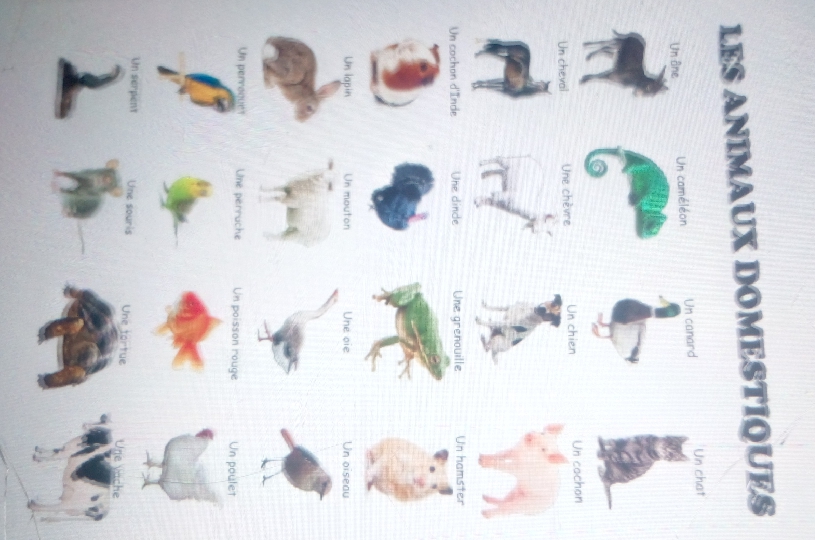 LES ANIMAUX DOMESTIQUES
Un âne
Un caméléon
Un canard
Un chat
Un cheval
Une chèvre
Un chien
Un cochon
Un cochon d'Inde
Une dinde
Une grenouille
Un hamster
Un lapin
Un mouton
Une oie
Un oiseau
Un perroquet
Une perruche
Un poisson rouge
Un poulet
Un serpent
Une souris
Une tortue
Une vache